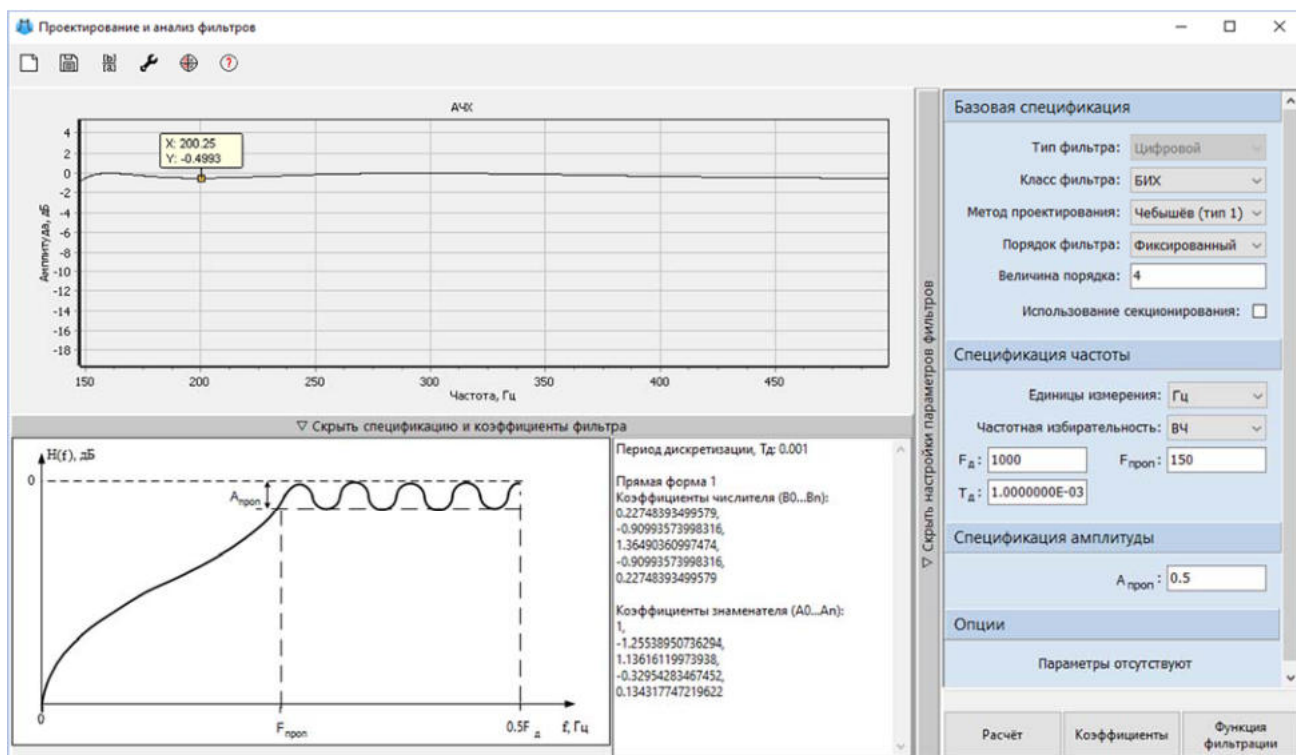 Проектирование и анализ фильтров
АЧХ
Амплитуда, дБ
4
2
0
-2
-4
-6
-8
-10
-12
-14
-16
-18
X: 200.25
Y: -0.4993
150 200 250 300 350 400 450
Частота, Гц
▽ Скрыть спецификацию и коэффициенты фильтра
H(f), дБ
0
Aпроп
0
Fпроп
0.5F д
f, Гц
Период дискретизации, Tд: 0.001
Прямая форма 1
Коэффициенты числителя (B0...Bn):
0.22748393499579,
-0.90993573998316,
1.36490360997474,
-0.90993573998316,
0.22748393499579
Коэффициенты знаменателя (A0...An):
1,
-1.25538950736294,
1.13616119973938,
-0.32954283467452,
0.134317747219622
▽ Скрыть настройки параметров фильтров
Базовая спецификация
Тип фильтра: Цифровой
Класс фильтра: БИХ
Метод проектирования: Чебышёв (тип 1)
Порядок фильтра: Фиксированный
Величина порядка: 4
Использование секционирования:
Спецификация частоты
Единицы измерения: Гц
Частотная избирательность: ВЧ
Fд: 1000 Fпроп: 150
Tд: 1.0000000E-03
Спецификация амплитуды
Aпроп: 0.5
Опции
Параметры отсутствуют
Расчёт Коэффициенты Функция
фильтрации